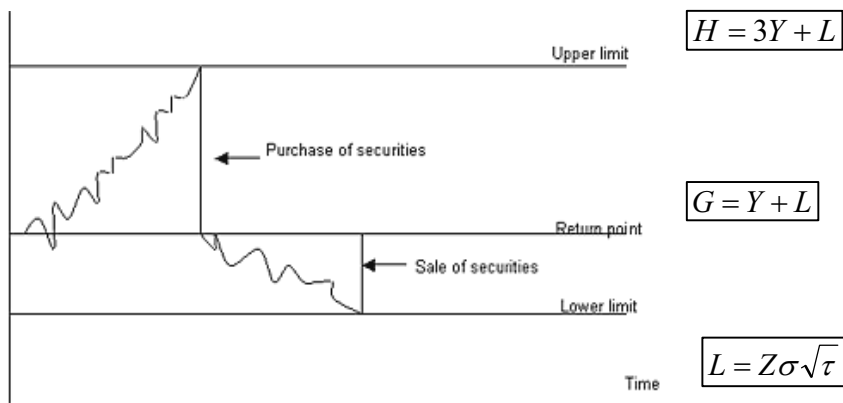 H = 3Y + L
Upper limit
Purchase of securities
G = Y + L
Return point
Sale of securities
Lower limit
L = Zσ√τ
Time